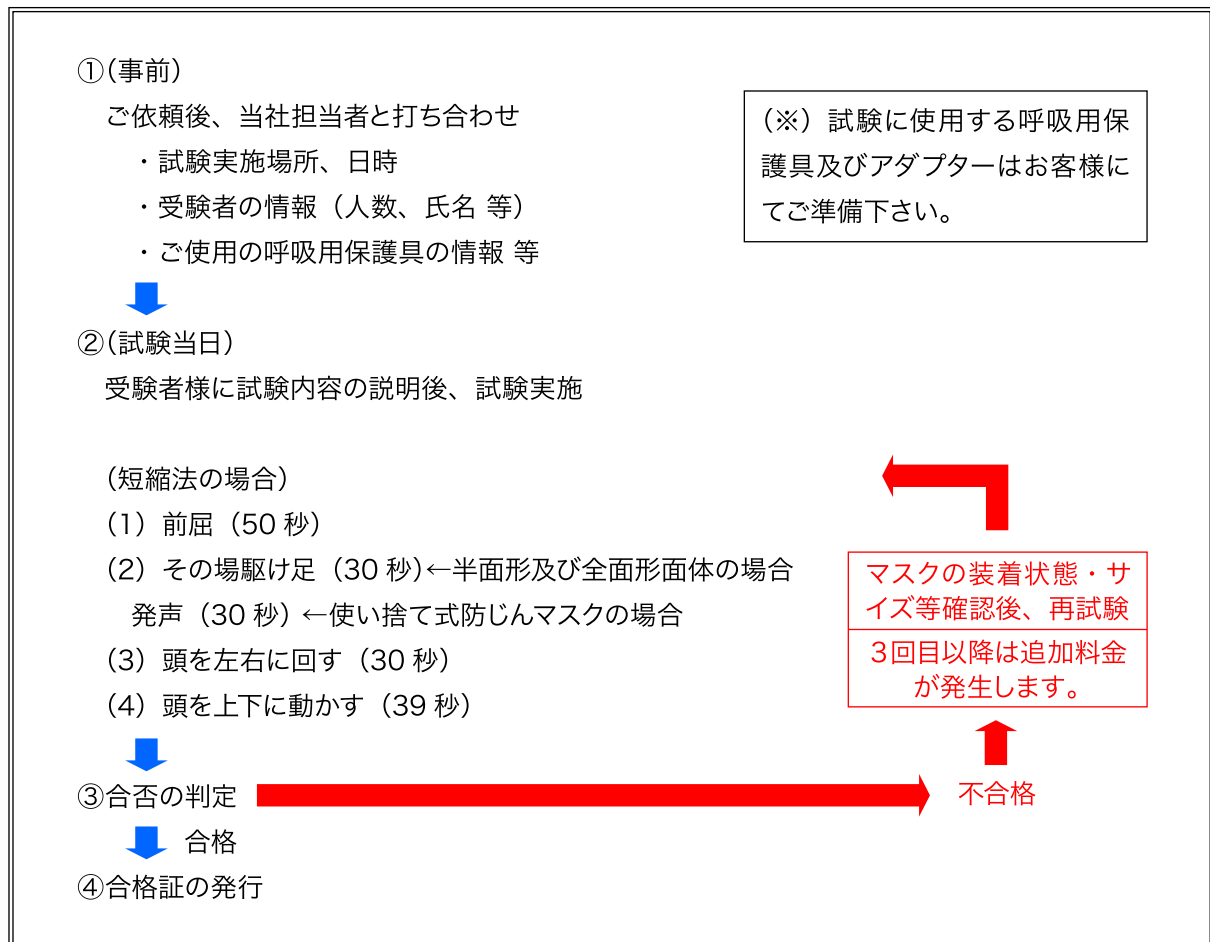 ①(事前)
ご依頼後、当社担当者と打ち合わせ
・試験実施場所、日時
・受験者の情報（人数、氏名 等）
・ご使用の呼吸用保護具の情報 等
（※）試験に使用する呼吸用保
護具及びアダプターはお客様に
てご準備下さい。
②(試験当日)
受験者様に試験内容の説明後、試験実施
（短縮法の場合）
（1）前屈（50 秒）
（2）その場駆け足（30 秒）←半面形及び全面形面体の場合
発声（30 秒）←使い捨て式防じんマスクの場合
（3）頭を左右に回す（30 秒）
（4）頭を上下に動かす（39 秒）
マスクの装着状態・サ
イズ等確認後、再試験
3回目以降は追加料金
が発生します。
③合否の判定
不合格
合格
④合格証の発行